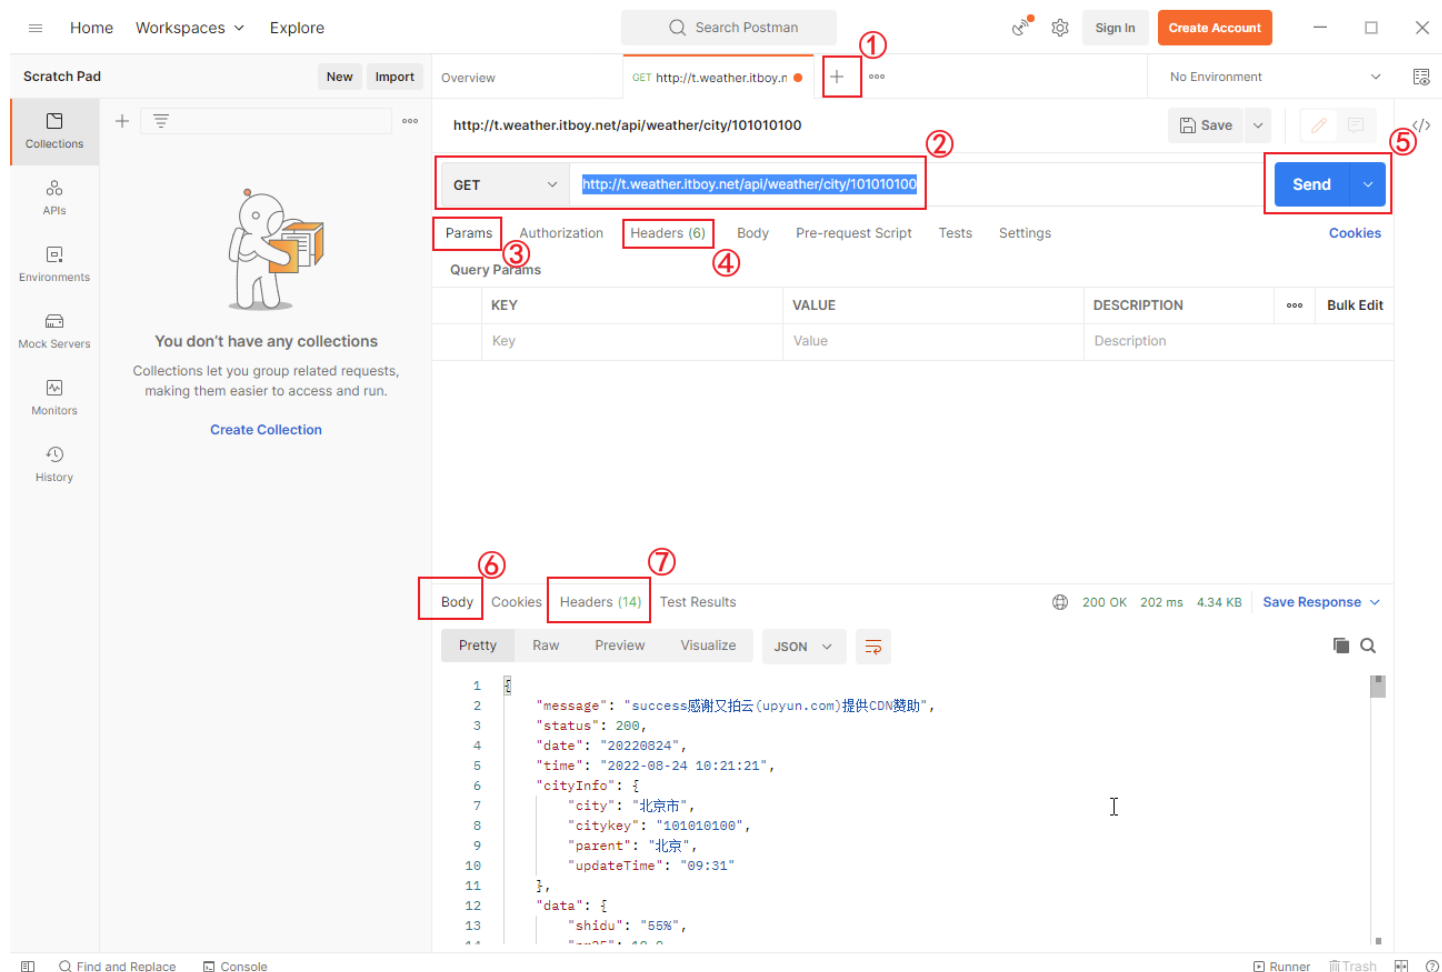 Home Workspaces Explore Search Postman Sign In Create Account
①
Scratch Pad New Import Overview GET http://t.weather.itboy.n No Environment
http://t.weather.itboy.net/api/weather/city/101010100 Save </>
② ⑤
GET http://t.weather.itboy.net/api/weather/city/101010100 Send
Params Authorization Headers (6) Body Pre-request Script Tests Settings Cookies
③ ④
Query Params
KEY VALUE DESCRIPTION Bulk Edit
Key Value Description
Collections
APIs
Environments
Mock Servers
Monitors
History
You don't have any collections
Collections let you group related requests,
making them easier to access and run.
Create Collection
⑥ ⑦
Body Cookies Headers (14) Test Results 200 OK 202 ms 4.34 KB Save Response
Pretty Raw Preview Visualize JSON
1 {
2 "message": "success感谢又拍云(upyun.com)提供CDN赞助",
3 "status": 200,
4 "date": "20220824",
5 "time": "2022-08-24 10:21:21",
6 "cityInfo": {
7 "city": "北京市",
8 "citykey": "101010100",
9 "parent": "北京",
10 "updateTime": "09:31"
11 },
12 "data": {
13 "shidu": "55%",
Find and Replace Console Runner Trash